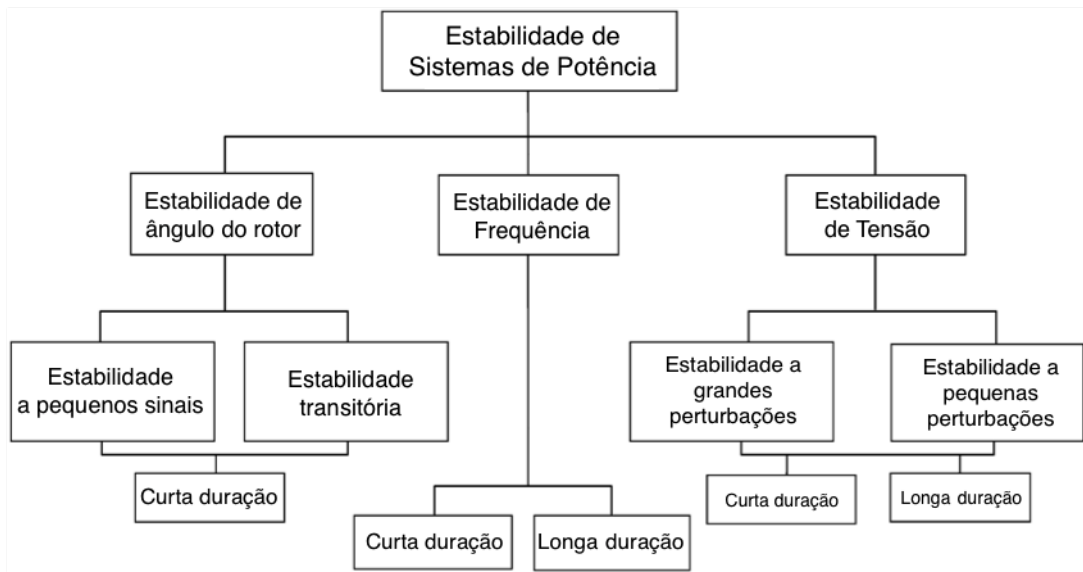 Estabilidade de
Sistemas de Potência
Estabilidade de
ângulo do rotor
Estabilidade de
Frequência
Estabilidade
de Tensão
Estabilidade
a pequenos sinais
Estabilidade
transitória
Estabilidade a
grandes
perturbações
Estabilidade a
pequenas
perturbações
Curta duração
Curta duração
Longa duração
Curta duração
Longa duração